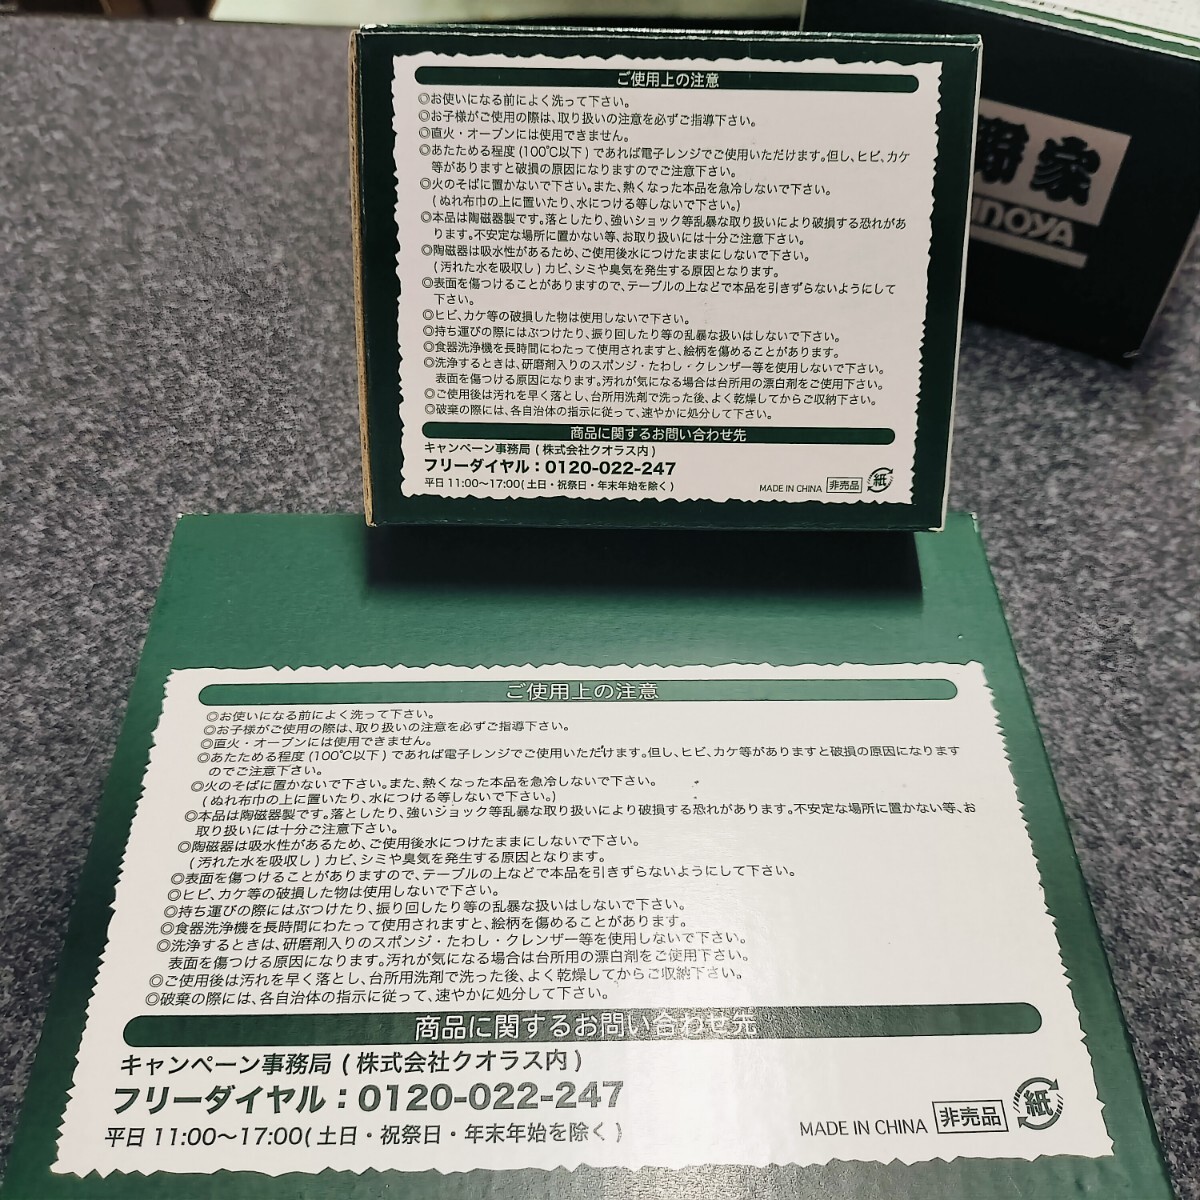 ご使用上の注意
◎お使いになる前によく洗って下さい。
◎お子様がご使用の際は、取り扱いの注意を必ずご指導下さい。
◎直火・オーブンには使用できません。
◎あたためる程度(100℃以下)であれば電子レンジでご使用いただけます。但し、ヒビ、カケ
等がありますと破損の原因になりますのでご注意下さい。
◎火のそばに置かないで下さい。また、熱くなった本品を急冷しないで下さい。
(ぬれ布巾の上に置いたり、水につける等しないで下さい。)
◎本品は陶磁器製です。落としたり、強いショック等乱暴な取り扱いにより破損する恐れがあ
ります。不安定な場所に置かない等、お取り扱いには十分ご注意下さい。
◎陶磁器は吸水性があるため、ご使用後水につけたままにしないで下さい。
(汚れた水を吸収し)カビ、シミや臭気を発生する原因となります。
◎表面を傷つけることがありますので、テーブルの上などで本品を引きずらないようにして
下さい。
◎ヒビ、カケ等の破損した物は使用しないで下さい。
◎持ち運びの際にはぶつけたり、振り回したり等の乱暴な扱いはしないで下さい。
◎食器洗浄機を長時間にわたって使用されますと、絵柄を傷めることがあります。
◎洗浄するときは、研磨剤入りのスポンジ・たわし・クレンザー等を使用しないで下さい。
表面を傷つける原因になります。汚れが気になる場合は台所用の漂白剤をご使用下さい。
◎ご使用後は汚れを早く落とし、台所用洗剤で洗った後、よく乾燥してからご収納下さい。
◎破棄の際には、各自治体の指示に従って、速やかに処分して下さい。
商品に関するお問い合わせ先
キャンペーン事務局(株式会社クオラス内)
フリーダイヤル:0120-022-247
平日11:00〜17:00(土日・祝祭日・年末年始を除く)
MADE IN CHINA 非売品 紙
家
NOYA
ご使用上の注意
◎お使いになる前によく洗って下さい。
◎お子様がご使用の際は、取り扱いの注意を必ずご指導下さい。
◎直火・オーブンには使用できません。
◎あたためる程度(100℃以下)であれば電子レンジでご使用いただけます。但し、ヒビ、カケ等がありますと破損の原因になります
のでご注意下さい。
◎火のそばに置かないで下さい。また、熱くなった本品を急冷しないで下さい。
(ぬれ布巾の上に置いたり、水につける等しないで下さい。)
◎本品は陶磁器製です。落としたり、強いショック等乱暴な取り扱いにより破損する恐れがあります。不安定な場所に置かない等、お
取り扱いには十分ご注意下さい。
◎陶磁器は吸水性があるため、ご使用後水につけたままにしないで下さい。
(汚れた水を吸収し)カビ、シミや臭気を発生する原因となります。
◎表面を傷つけることがありますので、テーブルの上などで本品を引きずらないようにして下さい。
◎ヒビ、カケ等の破損した物は使用しないで下さい。
◎持ち運びの際にはぶつけたり、振り回したり等の乱暴な扱いはしないで下さい。
◎食器洗浄機を長時間にわたって使用されますと、絵柄を傷めることがあります。
◎洗浄するときは、研磨剤入りのスポンジ・たわし・クレンザー等を使用しないで下さい。
表面を傷つける原因になります。汚れが気になる場合は台所用の漂白剤をご使用下さい。
◎ご使用後は汚れを早く落とし、台所用洗剤で洗った後、よく乾燥してからご収納下さい。
◎破棄の際には、各自治体の指示に従って、速やかに処分して下さい。
商品に関するお問い合わせ先
キャンペーン事務局(株式会社クオラス内)
フリーダイヤル:0120-022-247
平日11:00〜17:00(土日・祝祭日・年末年始を除く)
MADE IN CHINA 非売品 紙